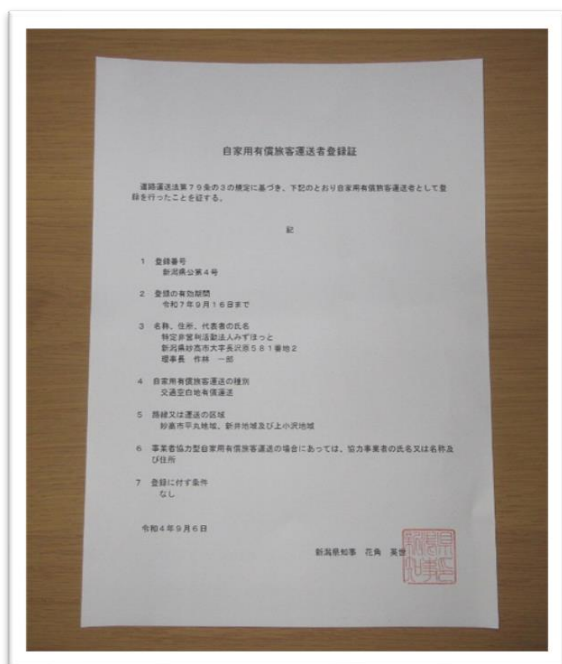 自家用有償旅客運送者登録証
道路運送法第79条の3の規定に基づき、下記のとおり自家用有償旅客運送者として登
録を行ったことを証する。
記
1 登録番号
新潟県公第4号
2 登録の有効期間
令和7年9月16日まで
3 名称、住所、代表者の氏名
特定非営利活動法人みずほっと
新潟県妙高市大字長沢原581番地2
理事長 作林 一郎
4 自家用有償旅客運送の種別
交通空白地有償運送
5 路線又は運送の区域
妙高市平丸地域、新井地域及び上小沢地域
6 事業者協力型自家用有償旅客運送の場合にあっては、協力事業者の氏名又は名称及
び住所
7 登録に付す条件
なし
令和4年9月6日
新潟県知事 花角 英世